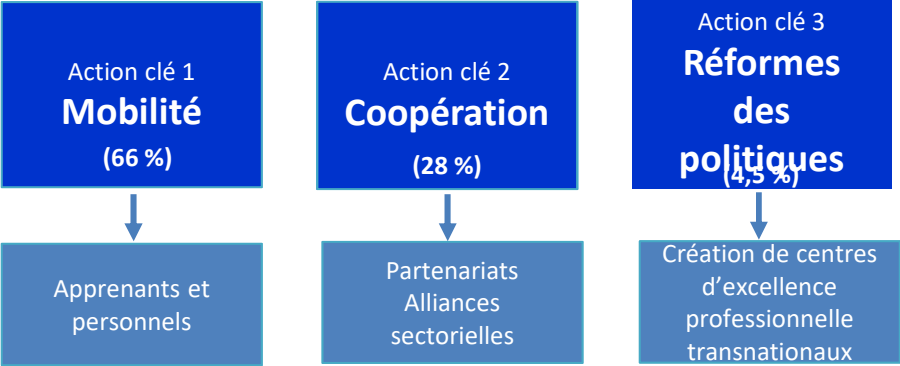 Action clé 1
Mobilité
(66 %)
Action clé 2
Coopération
(28 %)
Action clé 3
Réformes
des
politiques
(4,5 %)
Apprenants et
personnels
Partenariats
Alliances
sectorielles
Création de centres
d’excellence
professionnelle
transnationaux